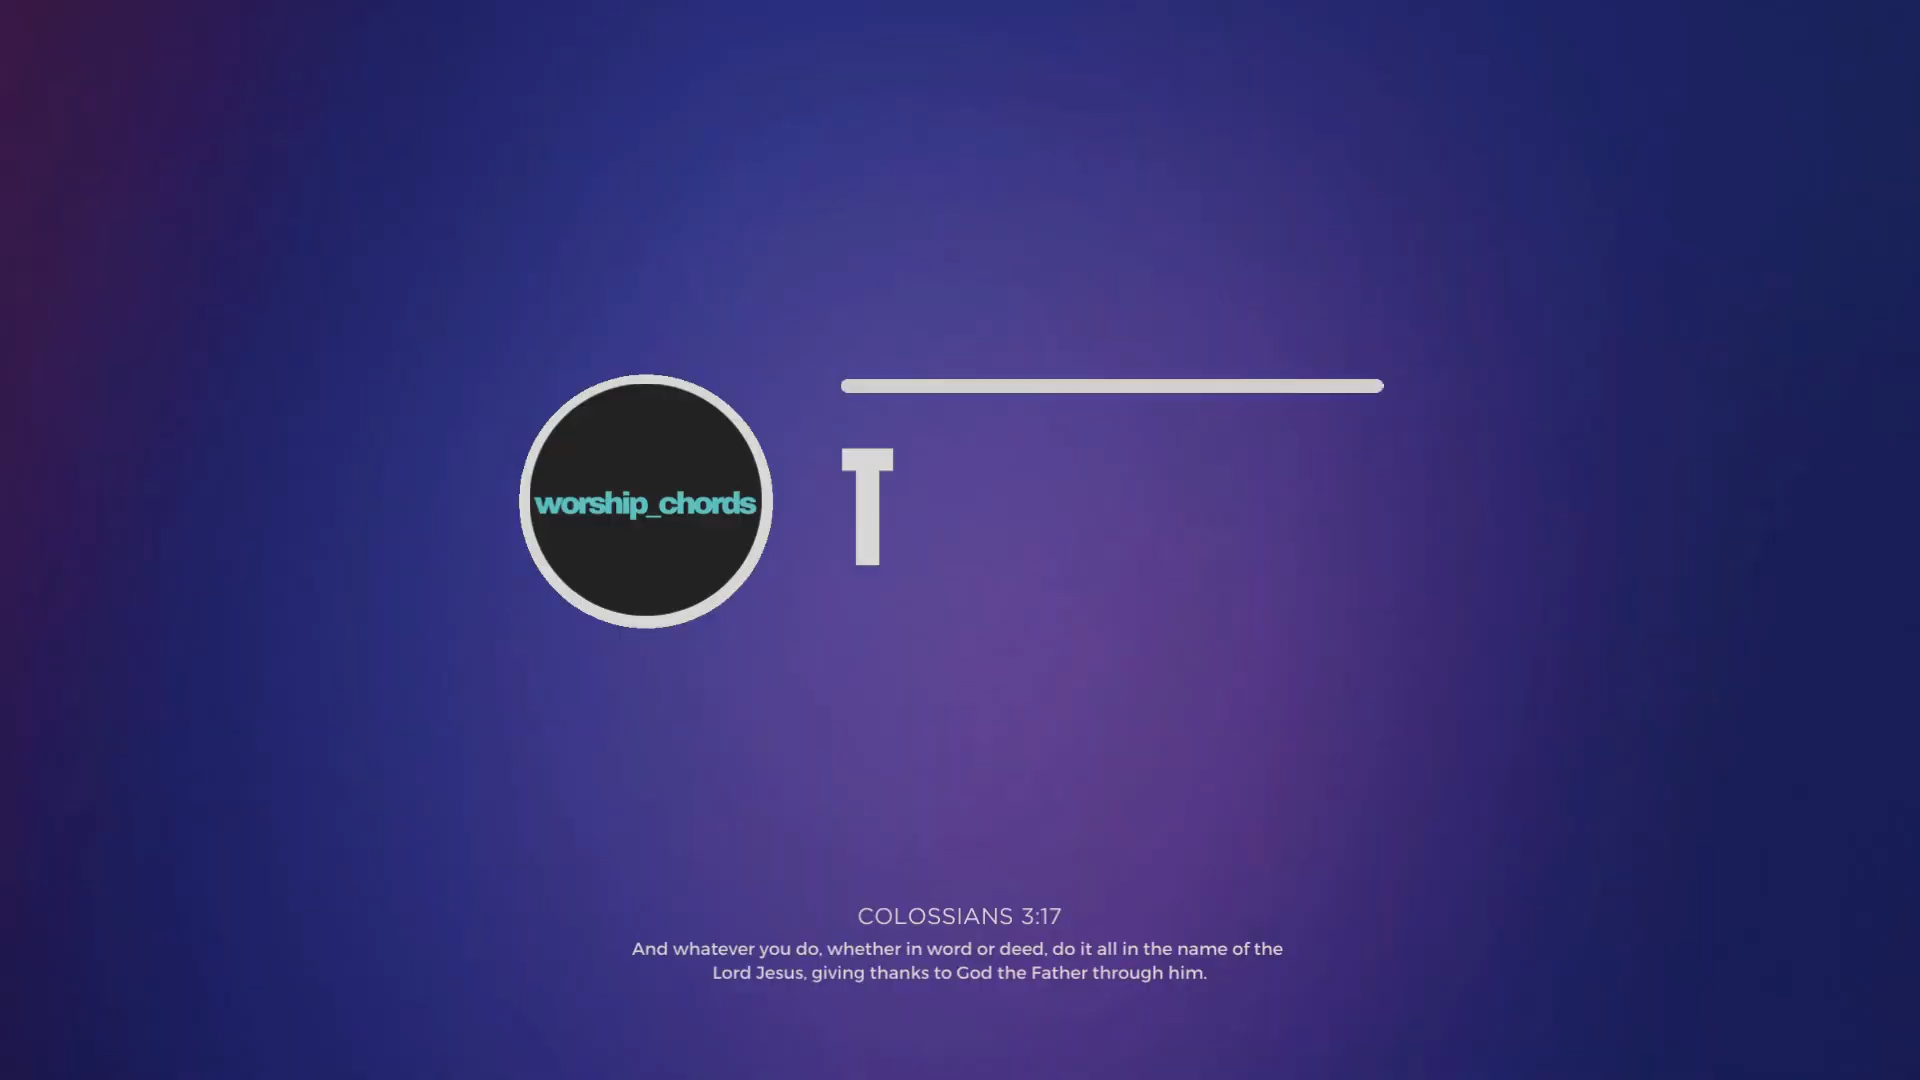 worship_chords
T
COLOSSIANS 3:17
And whatever you do, whether in word or deed, do it all in the name of the
Lord Jesus, giving thanks to God the Father through him.